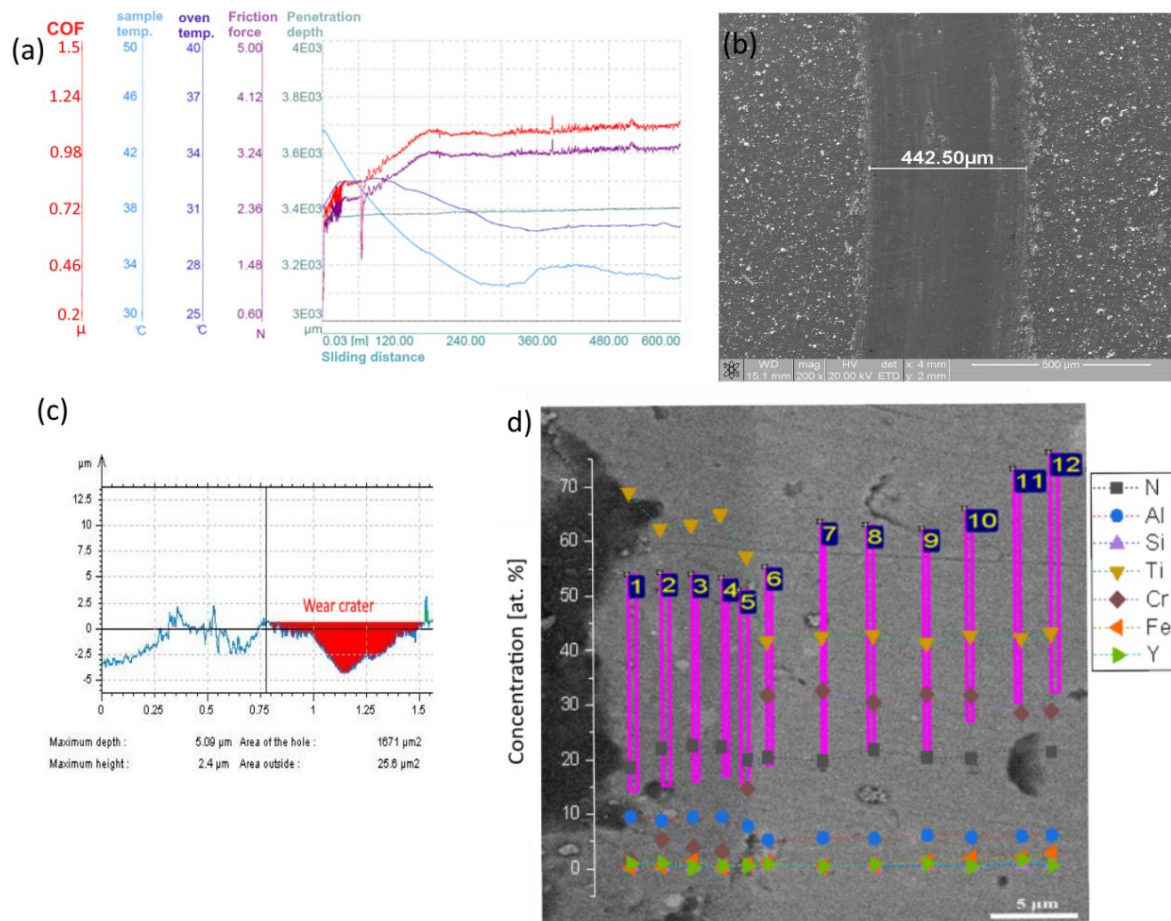 (a)
COF
sample temp.
oven temp.
Friction force
Penetration depth
1.5 50 40 5.00 4E03
1.24 46 37 4.12 3.8E03
0.98 42 34 3.24 3.6E03
0.72 38 31 2.36 3.4E03
0.46 34 28 1.48 3.2E03
0.2 30 25 0.60 3E03
µ °C °C N µm
0.03 [m] 120.00 240.00 360.00 480.00 600.00
Sliding distance
(b)
442.50µm
WD mag HV det x: 4 mm
15.1 mm 200 x 20.00 kV ETD y: 2 mm
500 µm
(c)
µm
12.5
10
7.5
5
2.5
0
-2.5
-5
Wear crater
0 0.25 0.5 0.75 1 1.25 1.5
Maximum depth : 5.09 µm Area of the hole : 1671 µm2
Maximum height : 2.4 µm Area outside : 25.6 µm2
d)
Concentration [at. %]
70
60
50
40
30
20
10
0
1 2 3 4 5 6 7 8 9 10 11 12
N
Al
Si
Ti
Cr
Fe
Y
5 µm